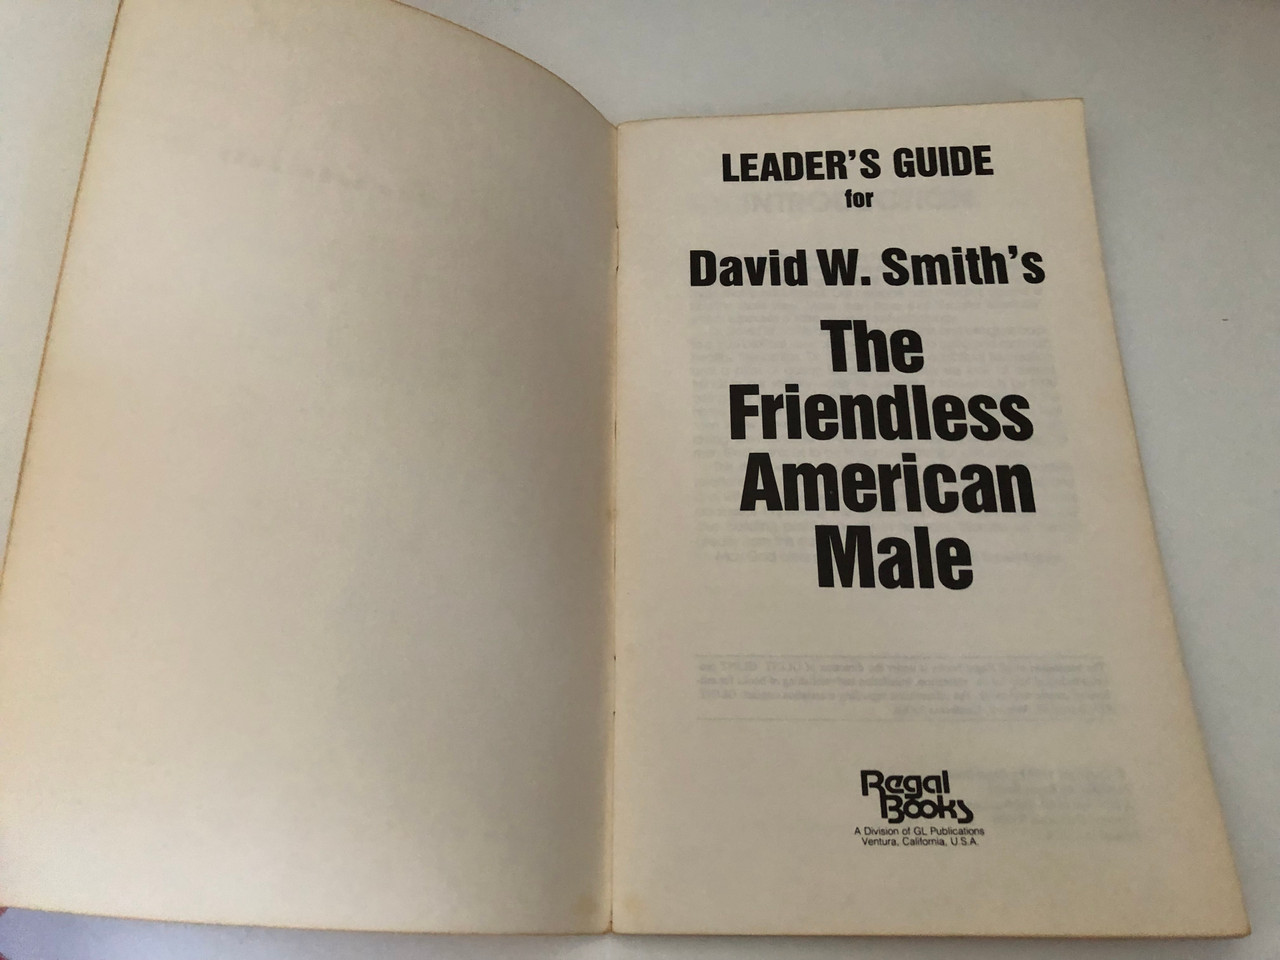 LEADER'S GUIDE
for
David W. Smith's
The
Friendless
American
Male
Regal
Books
A Division of GL Publications
Ventura, California, U.S.A.